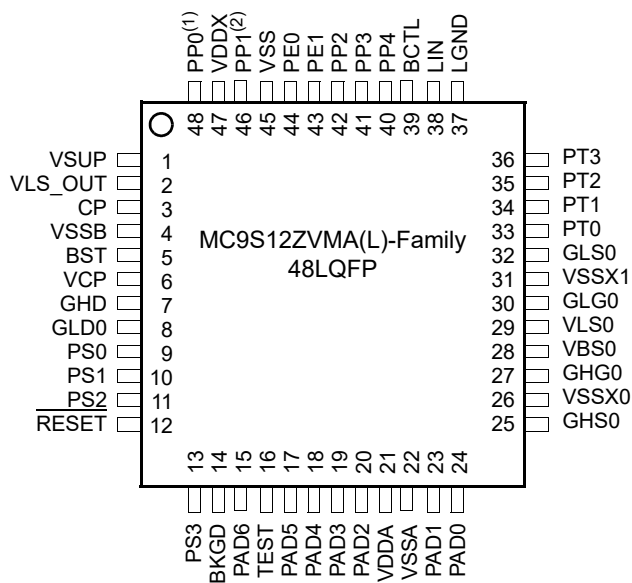 PP0(1)
VDDX
PP1(2)
VSS
PE0
PE1
PP2
PP3
PP4
BCTL
LIN
LGND
48
47
46
45
44
43
42
41
40
39
38
37
VSUP 1
VLS_OUT 2
CP 3
VSSB 4
BST 5
VCP 6
GHD 7
GLD0 8
PS0 9
PS1 10
PS2 11
RESET 12
MC9S12ZVMA(L)-Family
48LQFP
36 PT3
35 PT2
34 PT1
33 PT0
32 GLS0
31 VSSX1
30 GLG0
29 VLS0
28 VBS0
27 GHG0
26 VSSX0
25 GHS0
13
14
15
16
17
18
19
20
21
22
23
24
PS3
BKGD
PAD6
TEST
PAD5
PAD4
PAD3
PAD2
VDDA
VSSA
PAD1
PAD0